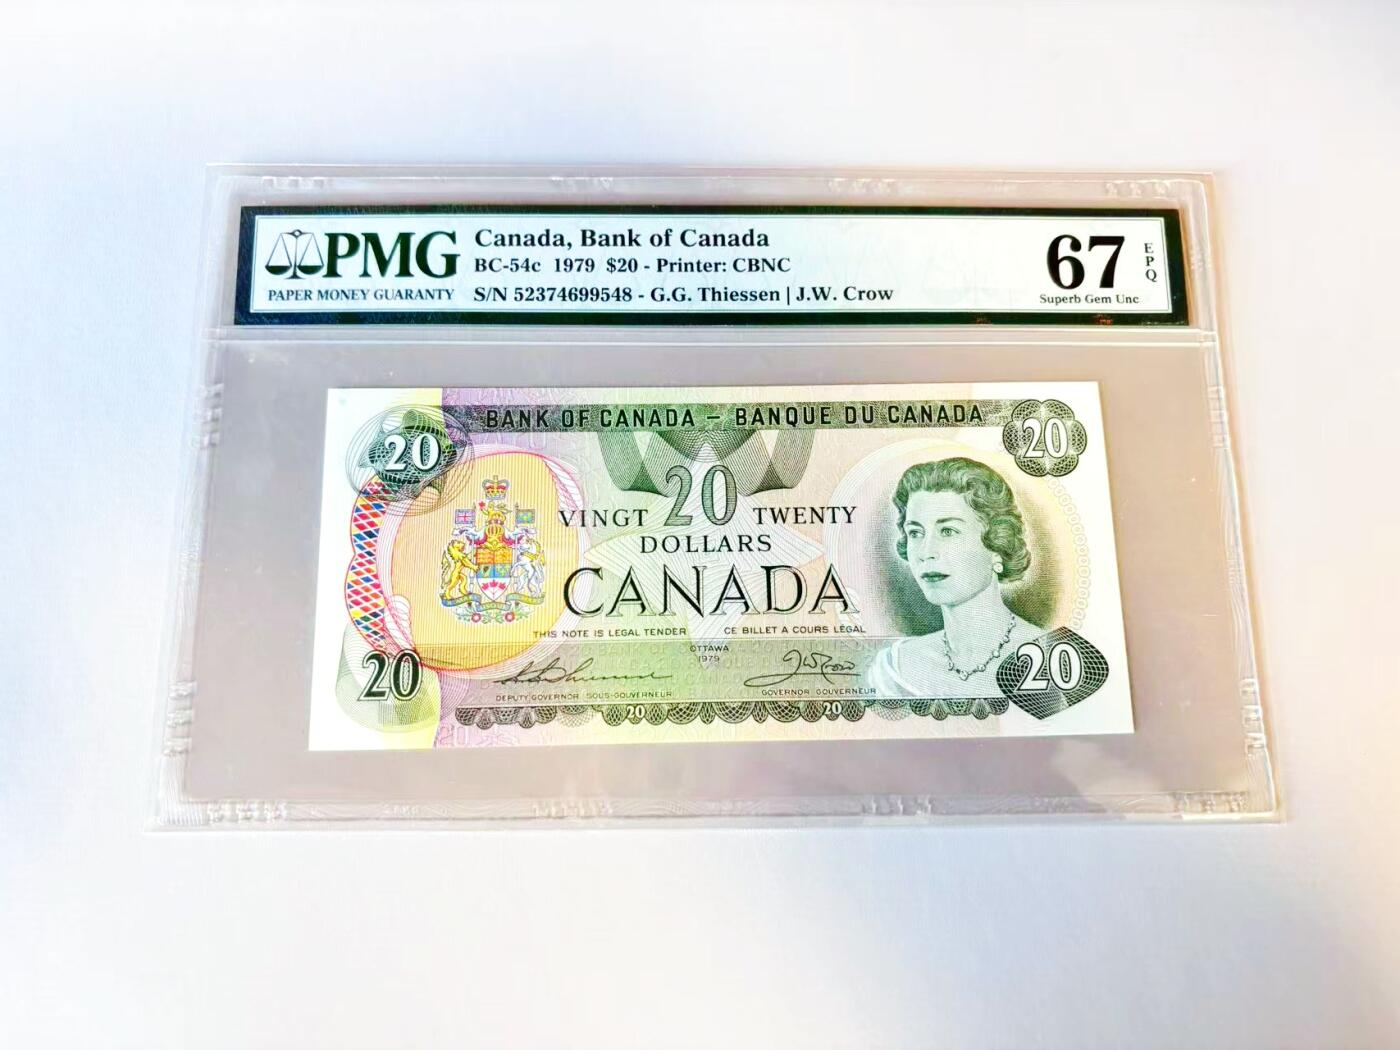 PMG
PAPER MONEY GUARANTY
Canada, Bank of Canada
BC-54c 1979 $20 - Printer: CBNC
S/N 52374699548 - G.G. Thiessen | J.W. Crow
67
EPQ
Superb Gem Unc
BANK OF CANADA – BANQUE DU CANADA
20
20
20
VINGT TWENTY
DOLLARS
CANADA
THIS NOTE IS LEGAL TENDER CE BILLET A COURS LÉGAL
OTTAWA
1979
20
20
DEPUTY GOVERNOR SOUS-GOUVERNEUR
GOVERNOR GOUVERNEUR
20
20